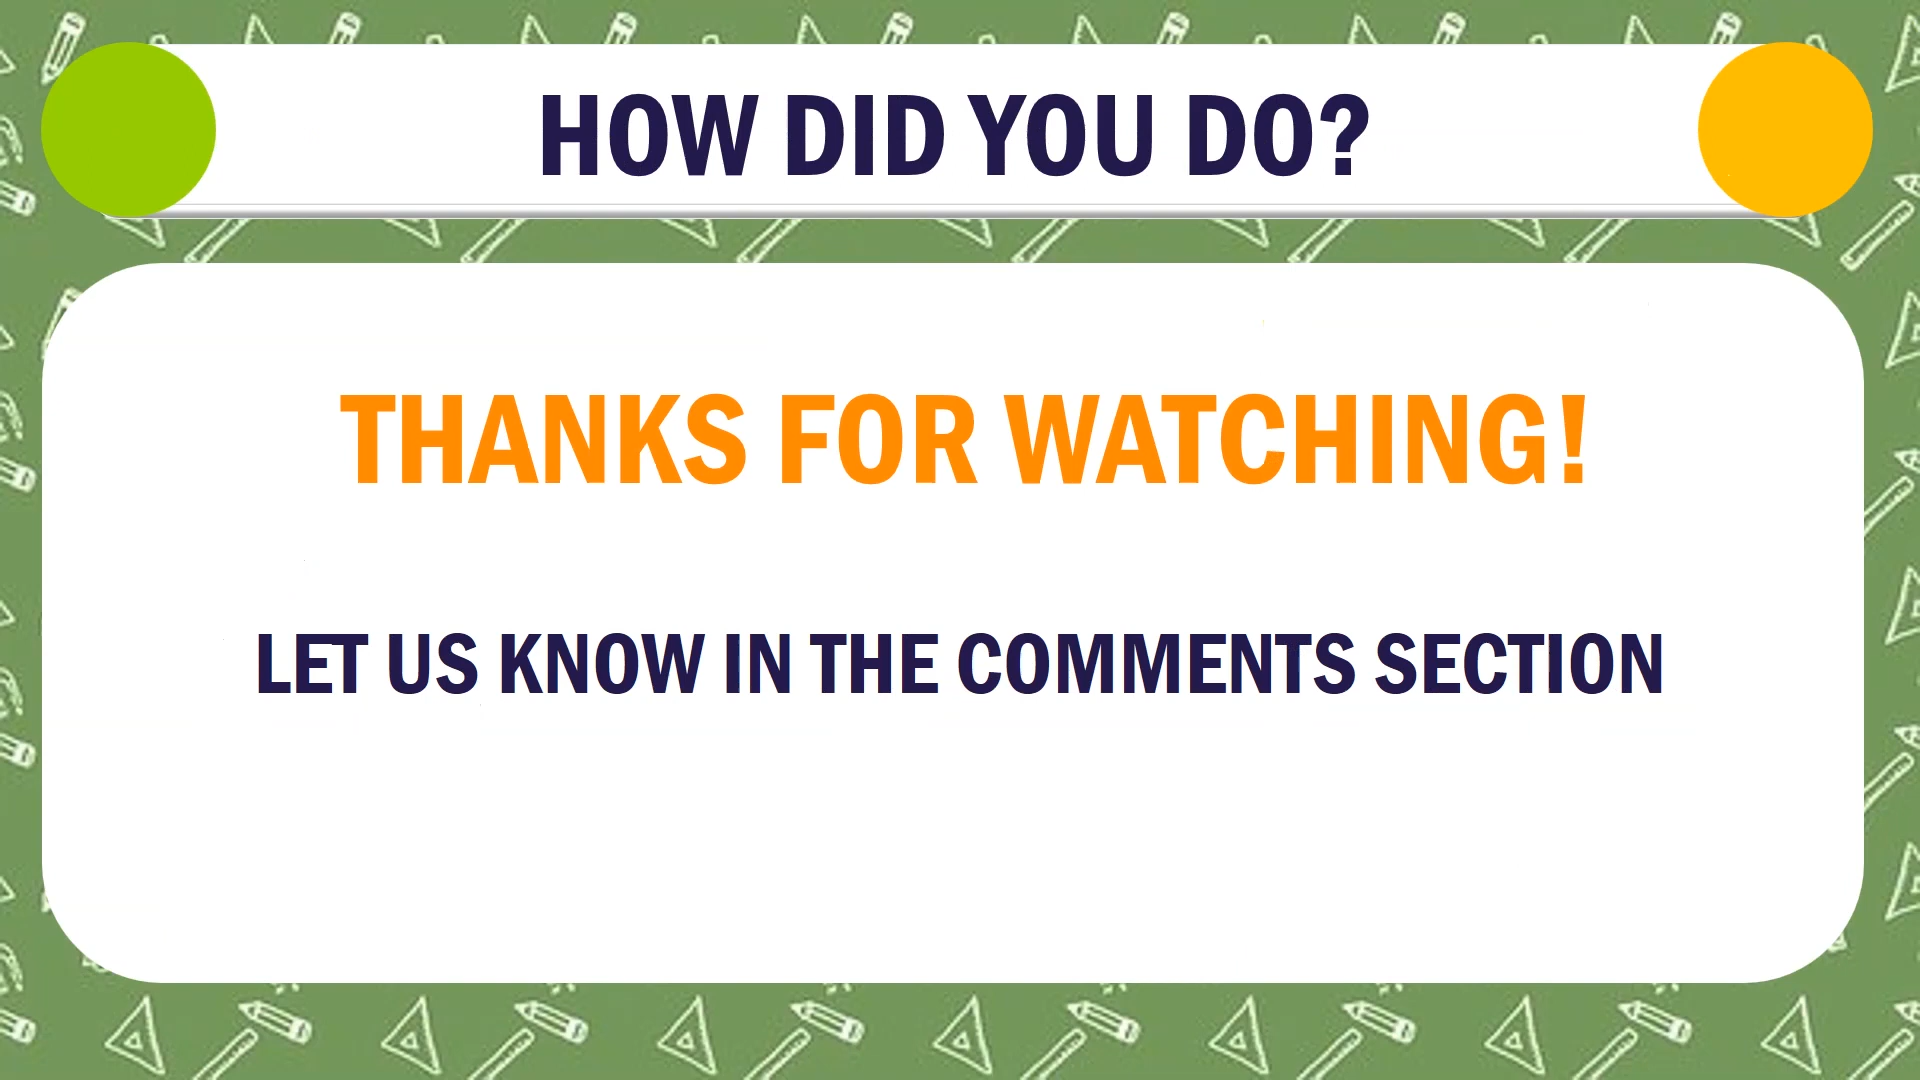 HOW DID YOU DO?
THANKS FOR WATCHING!
LET US KNOW IN THE COMMENTS SECTION